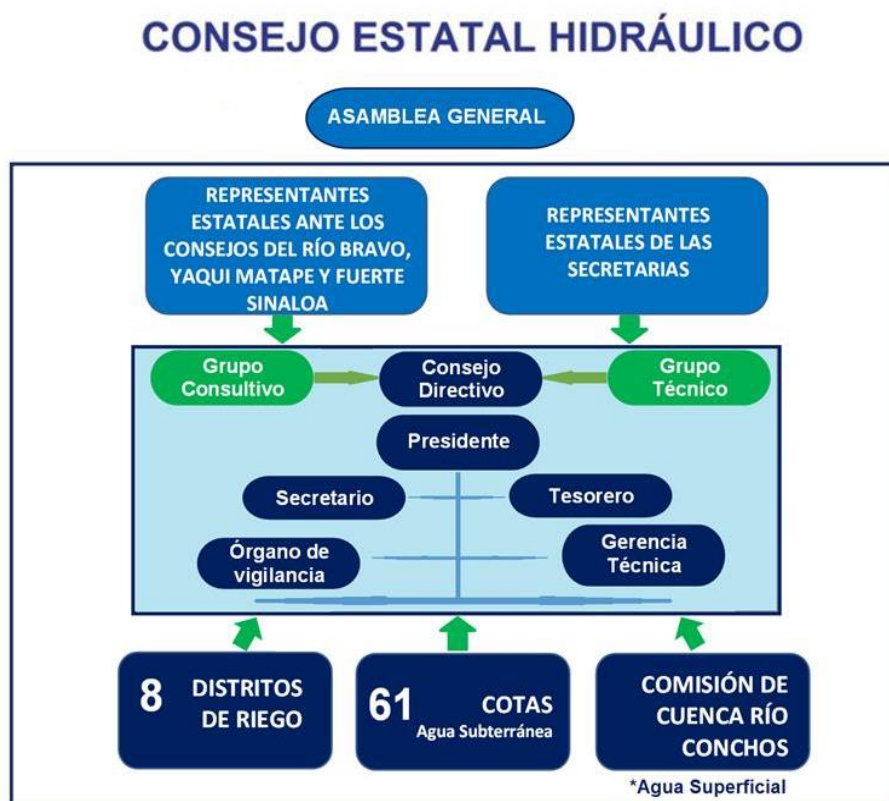 CONSEJO ESTATAL HIDRÁULICO
ASAMBLEA GENERAL
REPRESENTANTES
ESTATALES ANTE LOS
CONSEJOS DEL RÍO BRAVO,
YAQUI MATAPE Y FUERTE
SINALOA
REPRESENTANTES
ESTATALES DE LAS
SECRETARIAS
Grupo
Consultivo
Consejo
Directivo
Grupo
Técnico
Presidente
Secretario
Tesorero
Órgano de
vigilancia
Gerencia
Técnica
8 DISTRITOS
DE RIEGO
61 COTAS
Agua Subterránea
COMISIÓN DE
CUENCA RÍO
CONCHOS
*Agua Superficial